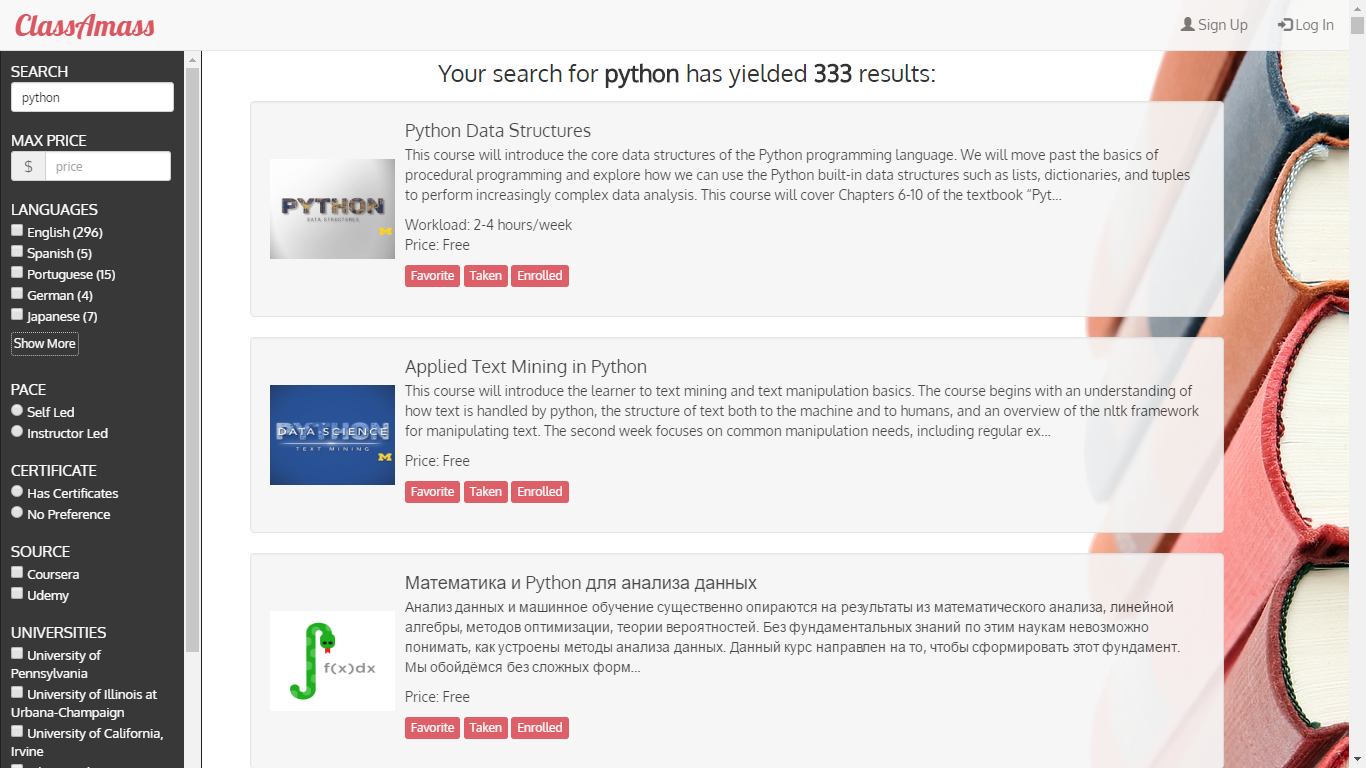 ClassAmass
Sign Up
Log In
SEARCH
python
MAX PRICE
$ price
LANGUAGES
English (296)
Spanish (5)
Portuguese (15)
German (4)
Japanese (7)
Show More
PACE
Self Led
Instructor Led
CERTIFICATE
Has Certificates
No Preference
SOURCE
Coursera
Udemy
UNIVERSITIES
University of
Pennsylvania
University of Illinois at
Urbana-Champaign
University of California,
Irvine
Your search for python has yielded 333 results:
PYTHON
DATA STRUCTURES
Python Data Structures
This course will introduce the core data structures of the Python programming language. We will move past the basics of
procedural programming and explore how we can use the Python built-in data structures such as lists, dictionaries, and tuples
to perform increasingly complex data analysis. This course will cover Chapters 6-10 of the textbook “Pyt...
Workload: 2-4 hours/week
Price: Free
Favorite Taken Enrolled
PYTHON
DATA SCIENCE
TEXT MINING
Applied Text Mining in Python
This course will introduce the learner to text mining and text manipulation basics. The course begins with an understanding of
how text is handled by python, the structure of text both to the machine and to humans, and an overview of the nltk framework
for manipulating text. The second week focuses on common manipulation needs, including regular ex...
Price: Free
Favorite Taken Enrolled
f(x)dx
Математика и Python для анализа данных
Анализ данных и машинное обучение существенно опираются на результаты из математического анализа, линейной
алгебры, методов оптимизации, теории вероятностей. Без фундаментальных знаний по этим наукам невозможно
понимать, как устроены методы анализа данных. Данный курс направлен на то, чтобы сформировать этот фундамент.
Мы обойдёмся без сложных форм...
Price: Free
Favorite Taken Enrolled